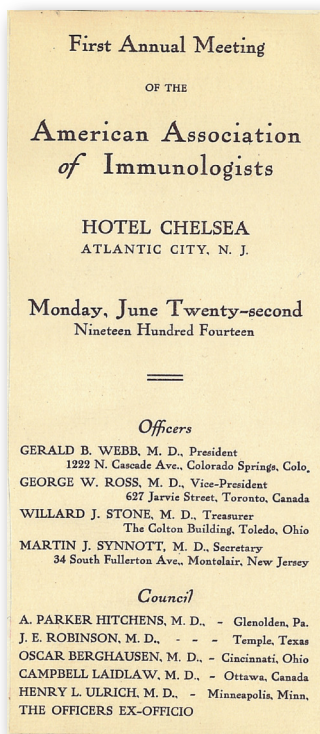 First Annual Meeting
OF THE
American Association
of Immunologists
HOTEL CHELSEA
ATLANTIC CITY, N. J.
Monday, June Twenty-second
Nineteen Hundred Fourteen
Officers
GERALD B. WEBB, M. D., President
1222 N. Cascade Ave., Colorado Springs, Colo.
GEORGE W. ROSS, M. D., Vice-President
627 Jarvie Street, Toronto, Canada
WILLARD J. STONE, M. D., Treasurer
The Colton Building, Toledo, Ohio
MARTIN J. SYNNOTT, M. D., Secretary
34 South Fullerton Ave., Montclair, New Jersey
Council
A. PARKER HITCHENS, M. D., - Glenolden, Pa.
J. E. ROBINSON, M. D., - - - Temple, Texas
OSCAR BERGHAUSEN, M. D., - Cincinnati, Ohio
CAMPBELL LAIDLAW, M. D., - Ottawa, Canada
HENRY L. ULRICH, M. D., - Minneapolis, Minn,
THE OFFICERS EX-OFFICIO